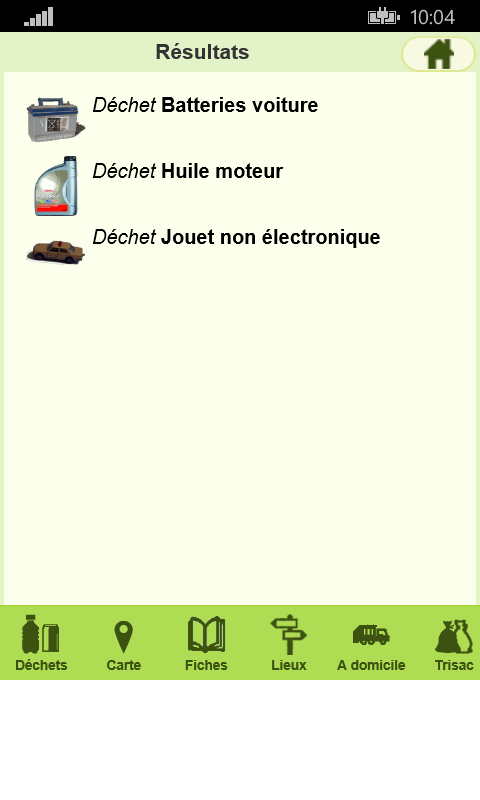 10:04
Résultats
Déchet Batteries voiture
Déchet Huile moteur
Déchet Jouet non électronique
Déchets
Carte
Fiches
Lieux
A domicile
Trisac